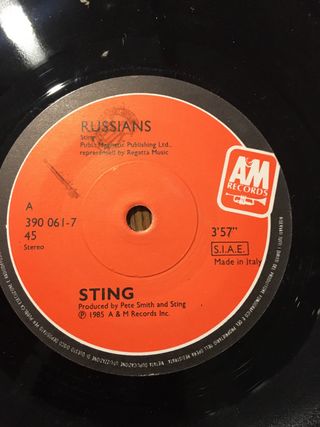 RUSSIANS
Sting
Publ. Magnetic Publishing Ltd.,
represented by Regatta Music
A&M
RECORDS
A
390 061-7
45
Stereo
3'57"
S.I.A.E.
Made in Italy
STING
Produced by Pete Smith and Sting
℗ 1985 A & M Records Inc.